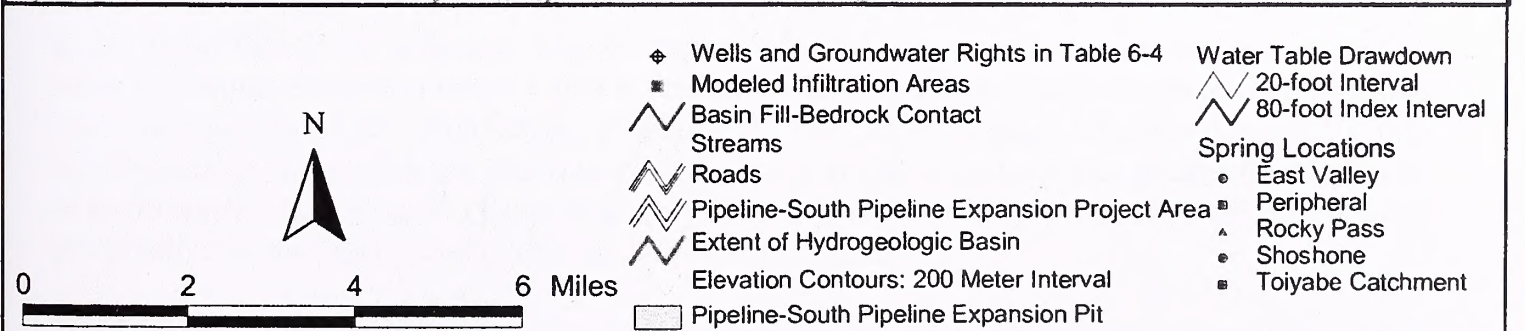 N
0 2 4 6 Miles
Wells and Groundwater Rights in Table 6-4
Modeled Infiltration Areas
Basin Fill-Bedrock Contact
Streams
Roads
Pipeline-South Pipeline Expansion Project Area
Extent of Hydrogeologic Basin
Elevation Contours: 200 Meter Interval
Pipeline-South Pipeline Expansion Pit
Water Table Drawdown
20-foot Interval
80-foot Index Interval
Spring Locations
East Valley
Peripheral
Rocky Pass
Shoshone
Toiyabe Catchment